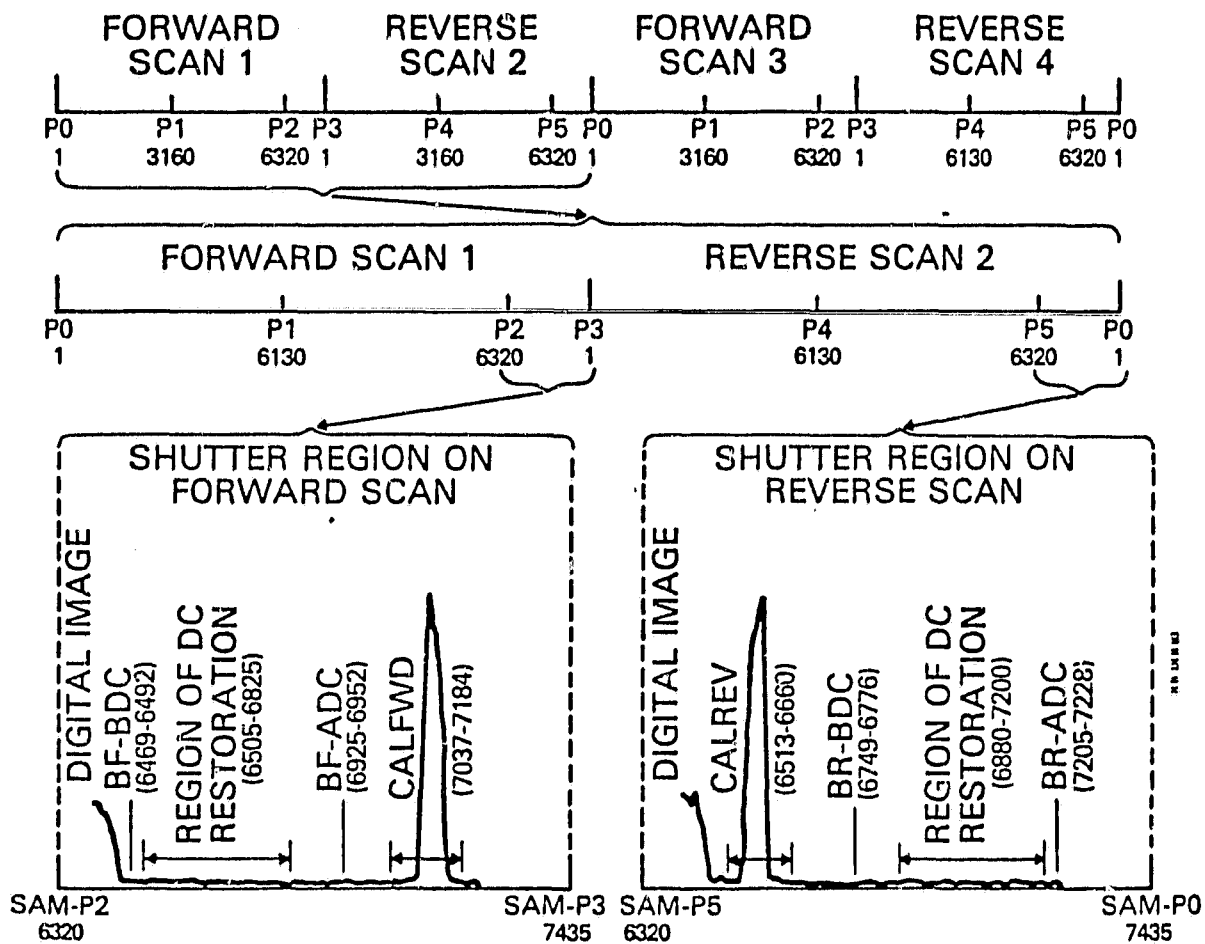 FORWARD
SCAN 1
REVERSE
SCAN 2
FORWARD
SCAN 3
REVERSE
SCAN 4
P0 P1 P2 P3 P4 P5 P0 P1 P2 P3 P4 P5 P0
1 3160 6320 1 3160 6320 1 3160 6320 1 6130 6320 1
FORWARD SCAN 1
REVERSE SCAN 2
P0 P1 P2 P3 P4 P5 P0
1 6130 6320 1 6130 6320 1
SHUTTER REGION ON
FORWARD SCAN
DIGITAL IMAGE
BF-BDC
(6469-6492)
REGION OF DC
RESTORATION
(6505-6825)
BF-ADC
(6925-6952)
CALFWD
(7037-7184)
SAM-P2
6320
SAM-P3
7435
SHUTTER REGION ON
REVERSE SCAN
DIGITAL IMAGE
CALREV
(6513-6660)
BR-BDC
(6749-6776)
REGION OF DC
RESTORATION
(6880-7200)
BR-ADC
(7205-7228)
SAM-P5
6320
SAM-P0
7435